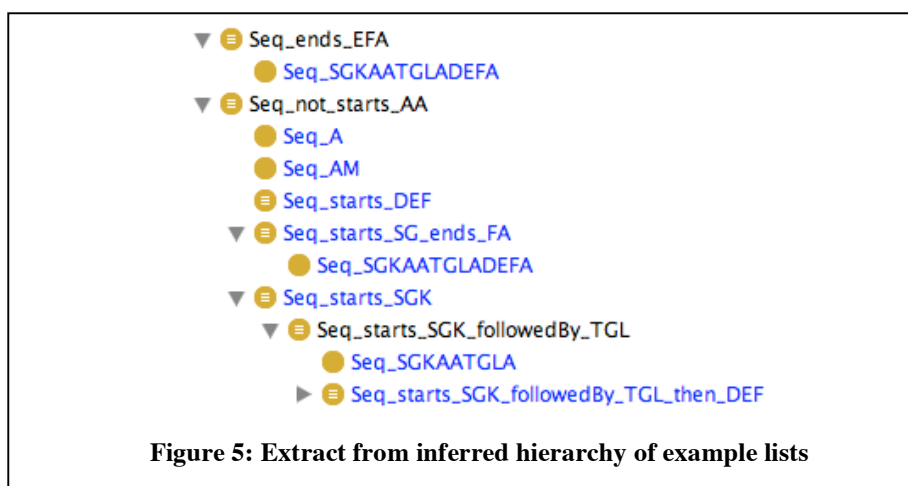 Seq_ends_EFA
Seq_SGKAATGLADEFA
Seq_not_starts_AA
Seq_A
Seq_AM
Seq_starts_DEF
Seq_starts_SG_ends_FA
Seq_SGKAATGLADEFA
Seq_starts_SGK
Seq_starts_SGK_followedBy_TGL
Seq_SGKAATGLA
Seq_starts_SGK_followedBy_TGL_then_DEF
Figure 5: Extract from inferred hierarchy of example lists